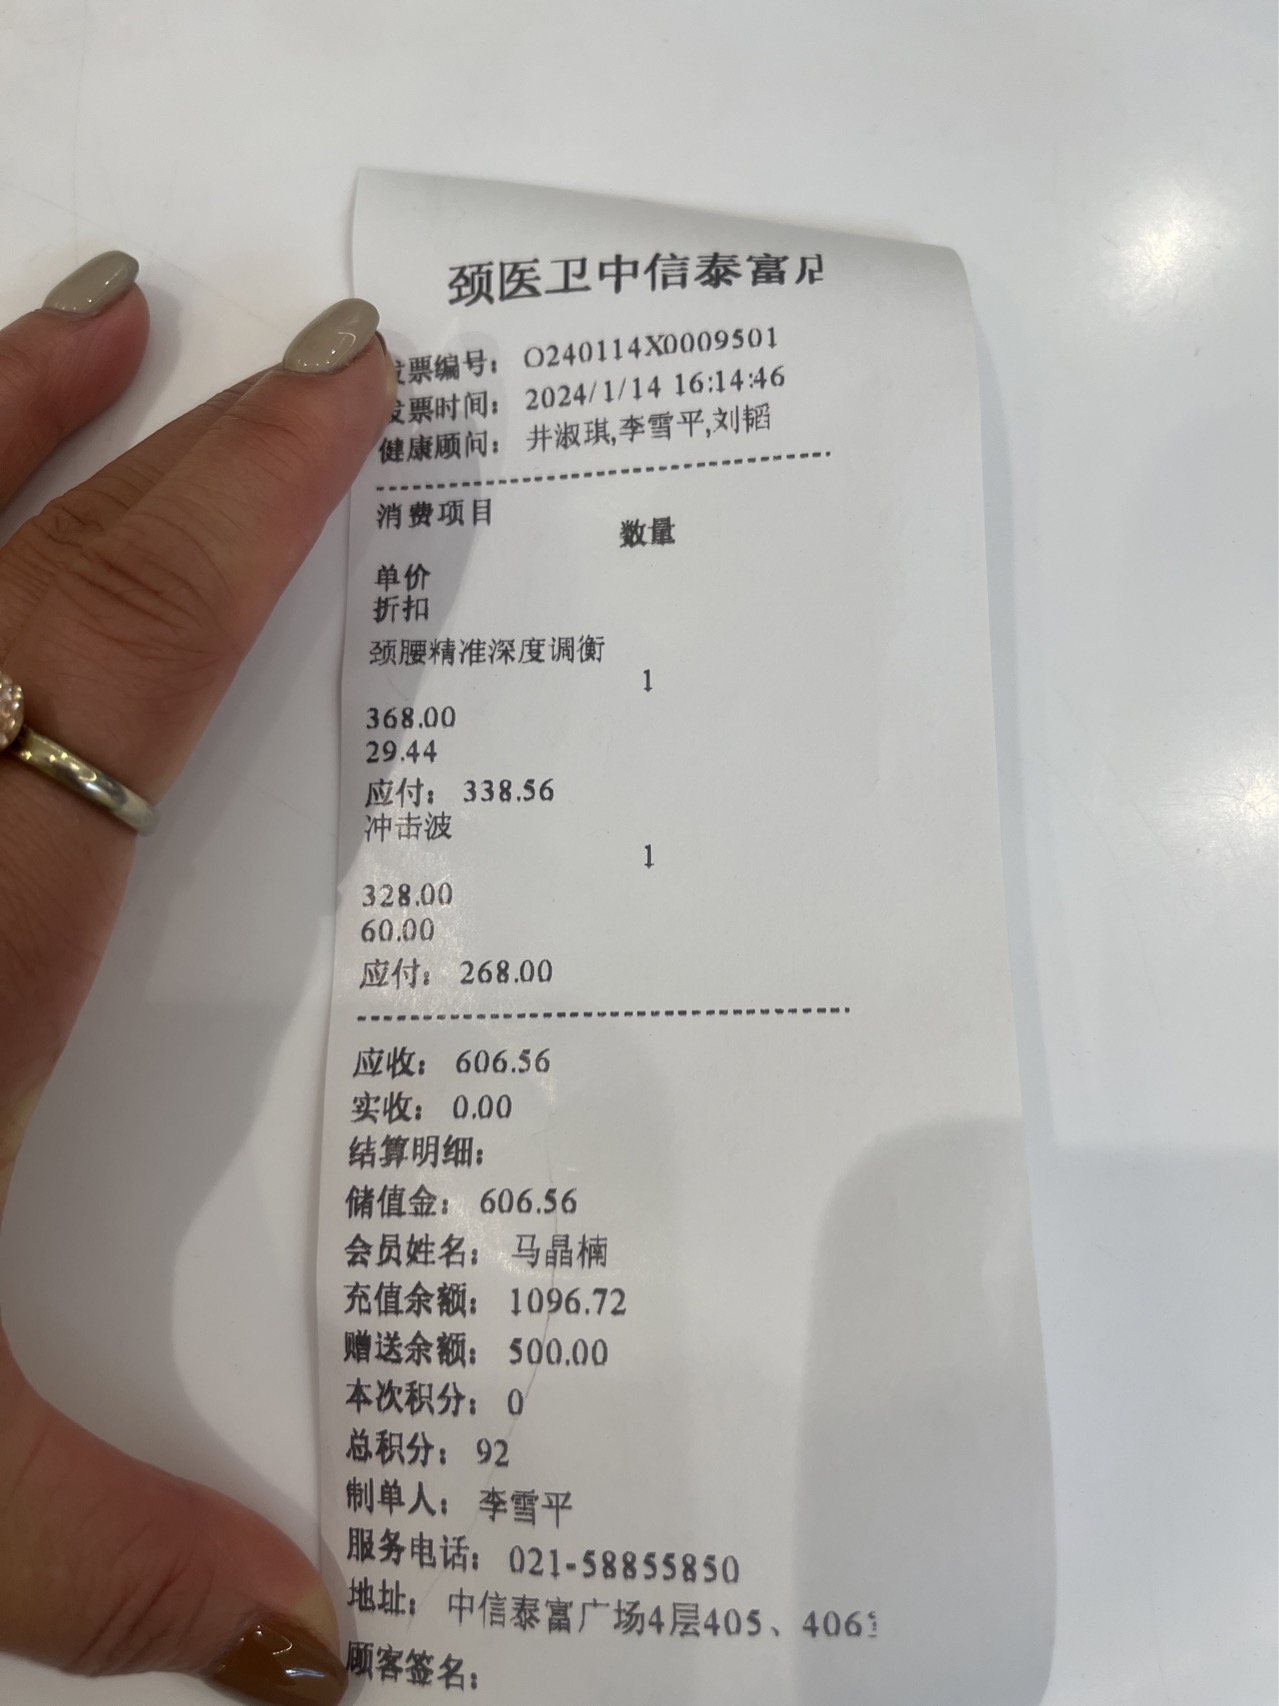 颈医卫中信泰富
发票编号： O240114X0009501
发票时间： 2024/1/14 16:14:46
健康顾问： 井淑琪,李雪平,刘韬
消费项目
数量
单价
折扣
颈腰精准深度调衡
1
368.00
29.44
应付： 338.56
冲击波
1
328.00
60.00
应付： 268.00
应收： 606.56
实收： 0.00
结算明细：
储值金： 606.56
会员姓名： 马晶楠
充值余额： 1096.72
赠送余额： 500.00
本次积分： 0
总积分： 92
制单人： 李雪平
服务电话： 021-58855850
地址： 中信泰富广场4层405、406
顾客签名：